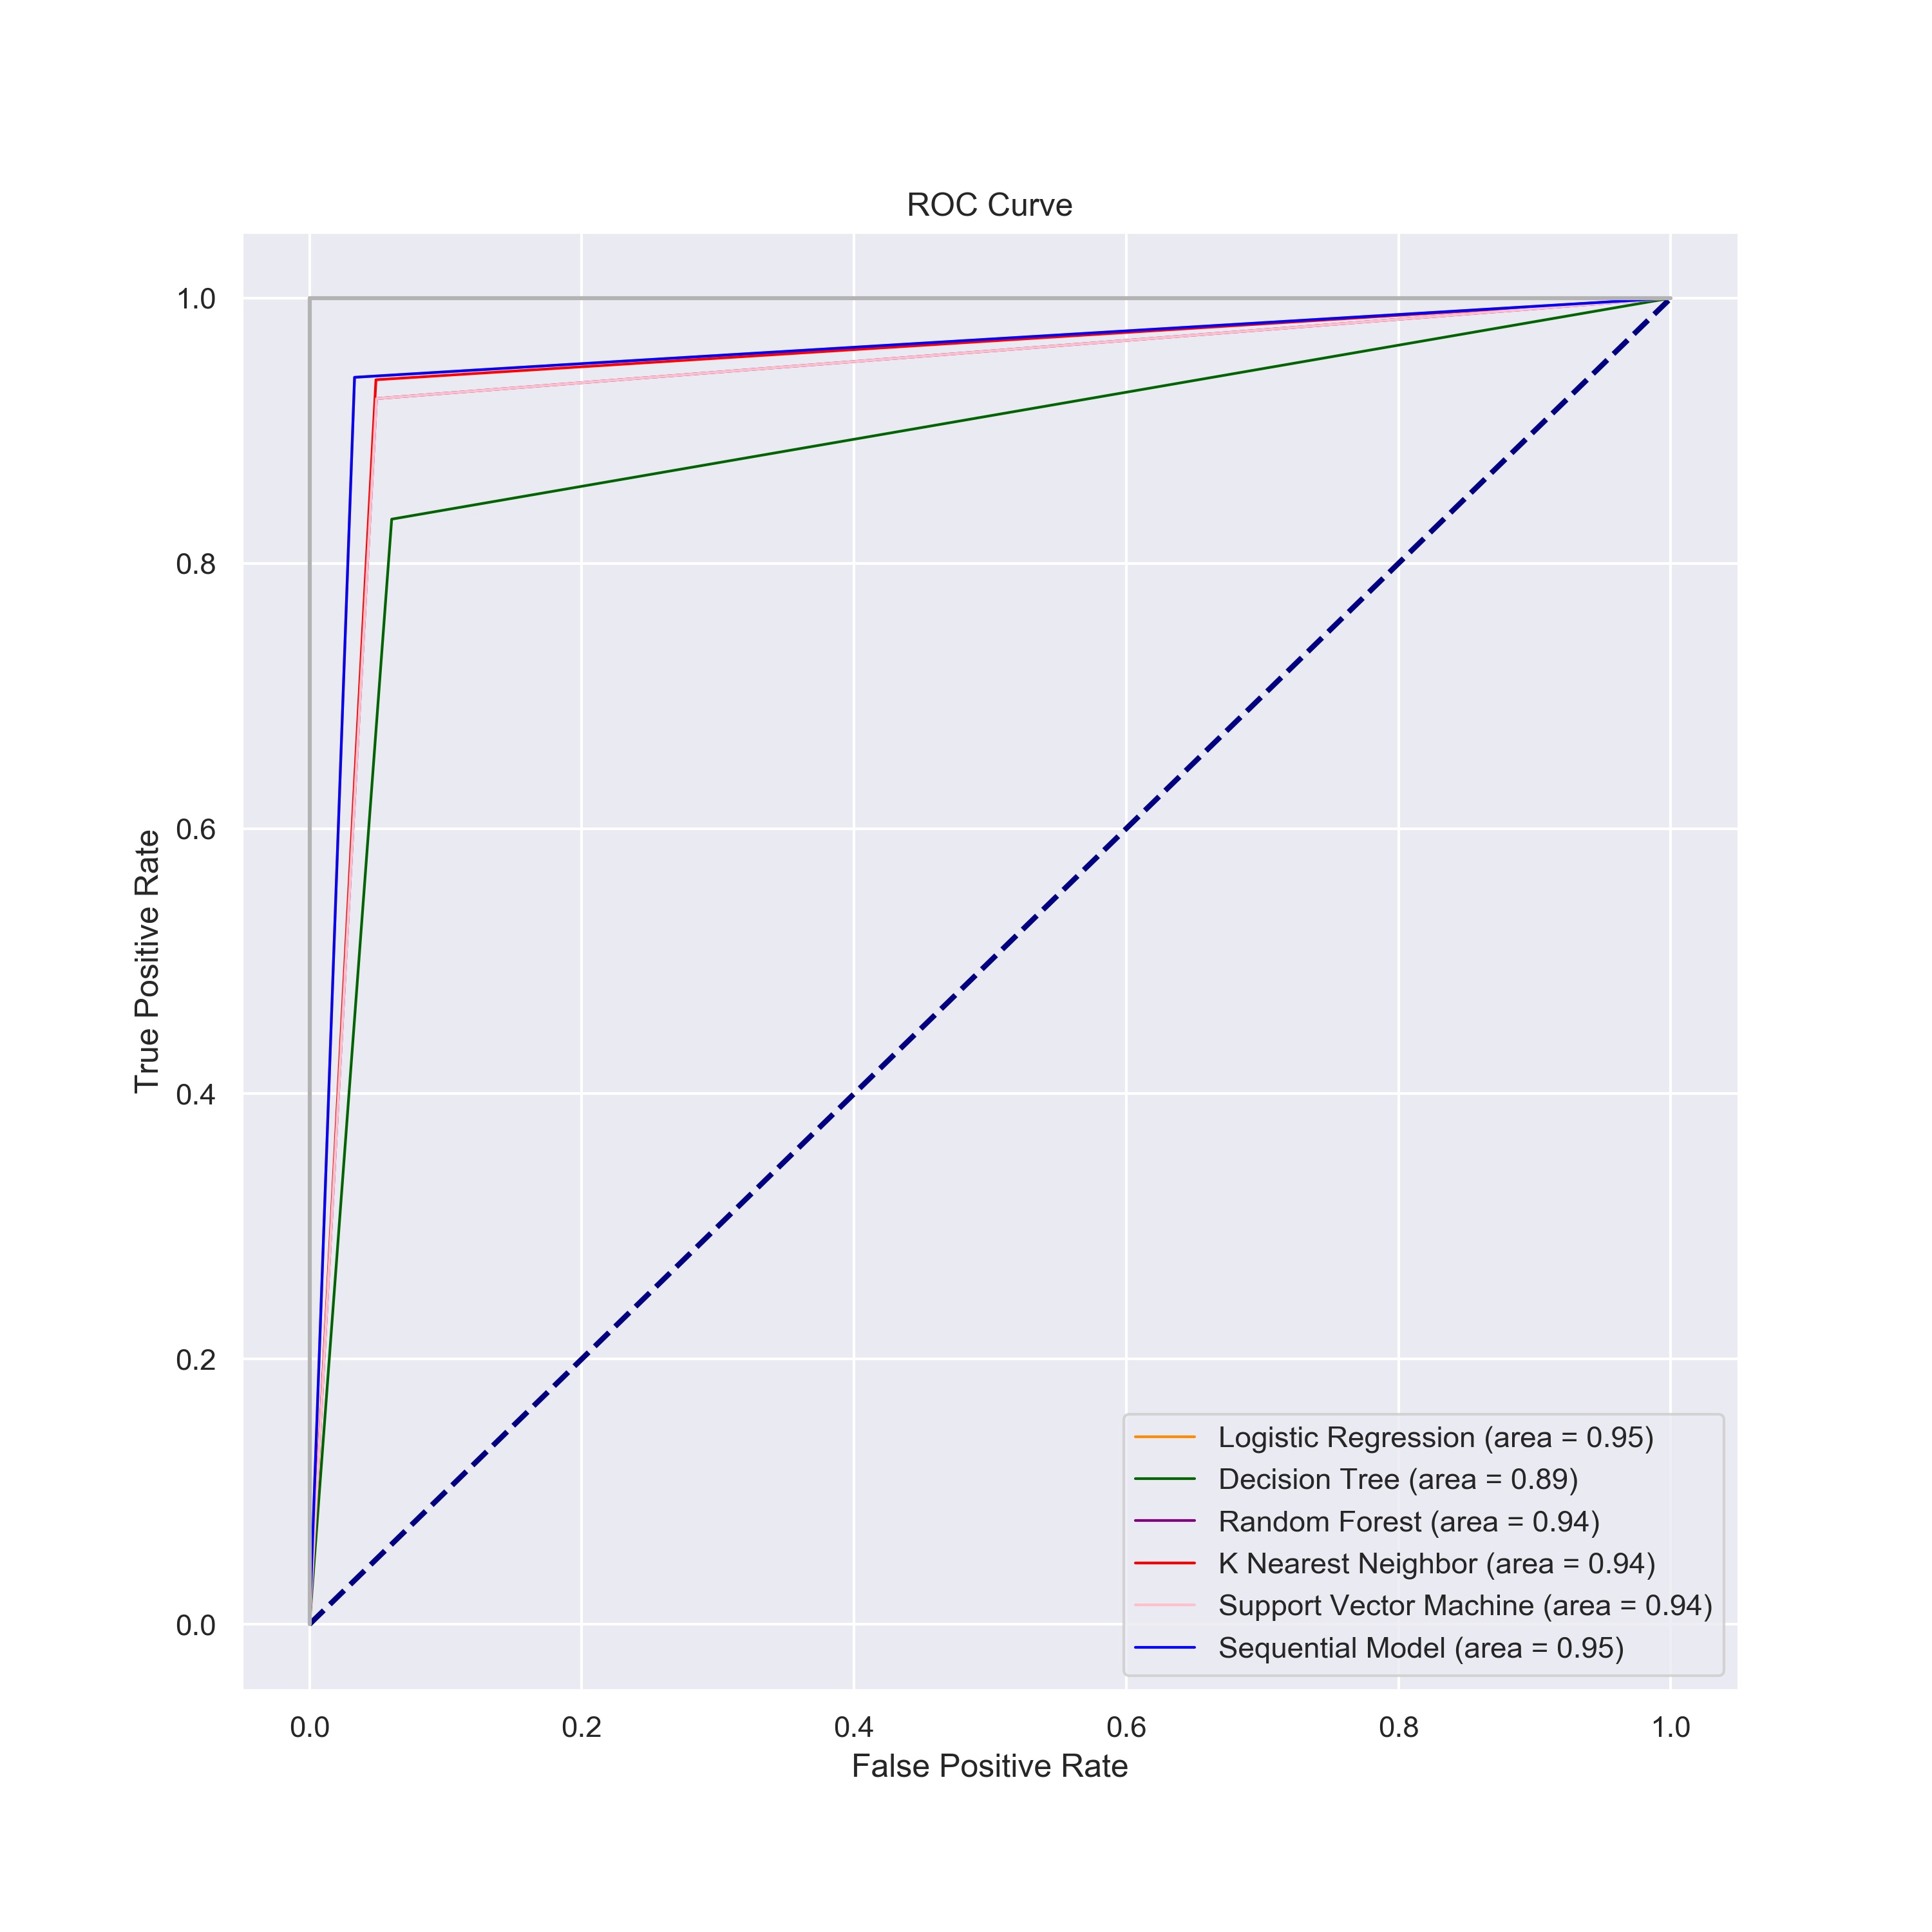 ROC Curve
1.0
0.8
0.6
0.4
0.2
0.0
True Positive Rate
Logistic Regression (area = 0.95)
Decision Tree (area = 0.89)
Random Forest (area = 0.94)
K Nearest Neighbor (area = 0.94)
Support Vector Machine (area = 0.94)
Sequential Model (area = 0.95)
0.0 0.2 0.4 0.6 0.8 1.0
False Positive Rate